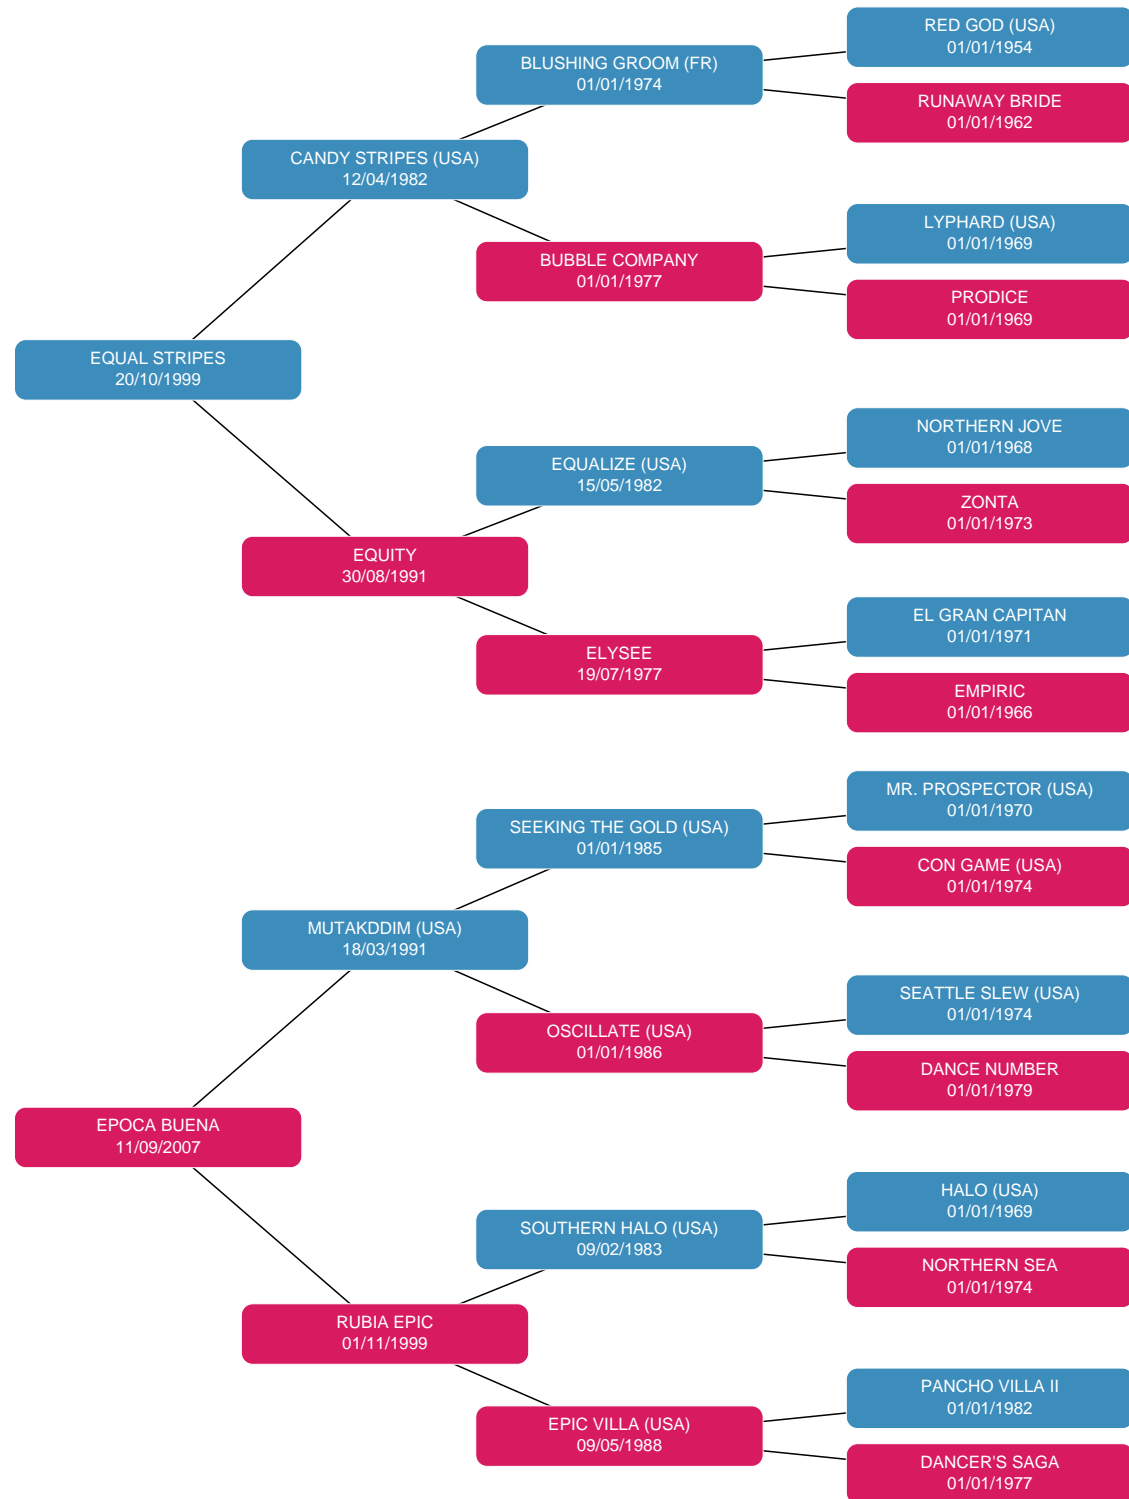 RED GOD (USA)
01/01/1954
BLUSHING GROOM (FR)
01/01/1974
RUNAWAY BRIDE
01/01/1962
CANDY STRIPES (USA)
12/04/1982
LYPHARD (USA)
01/01/1969
BUBBLE COMPANY
01/01/1977
PRODICE
01/01/1969
EQUAL STRIPES
20/10/1999
NORTHERN JOVE
01/01/1968
EQUALIZE (USA)
15/05/1982
ZONTA
01/01/1973
EQUITY
30/08/1991
EL GRAN CAPITAN
01/01/1971
ELYSEE
19/07/1977
EMPIRIC
01/01/1966
MR. PROSPECTOR (USA)
01/01/1970
SEEKING THE GOLD (USA)
01/01/1985
CON GAME (USA)
01/01/1974
MUTAKDDIM (USA)
18/03/1991
SEATTLE SLEW (USA)
01/01/1974
OSCILLATE (USA)
01/01/1986
DANCE NUMBER
01/01/1979
EPOCA BUENA
11/09/2007
HALO (USA)
01/01/1969
SOUTHERN HALO (USA)
09/02/1983
NORTHERN SEA
01/01/1974
RUBIA EPIC
01/11/1999
PANCHO VILLA II
01/01/1982
EPIC VILLA (USA)
09/05/1988
DANCER'S SAGA
01/01/1977